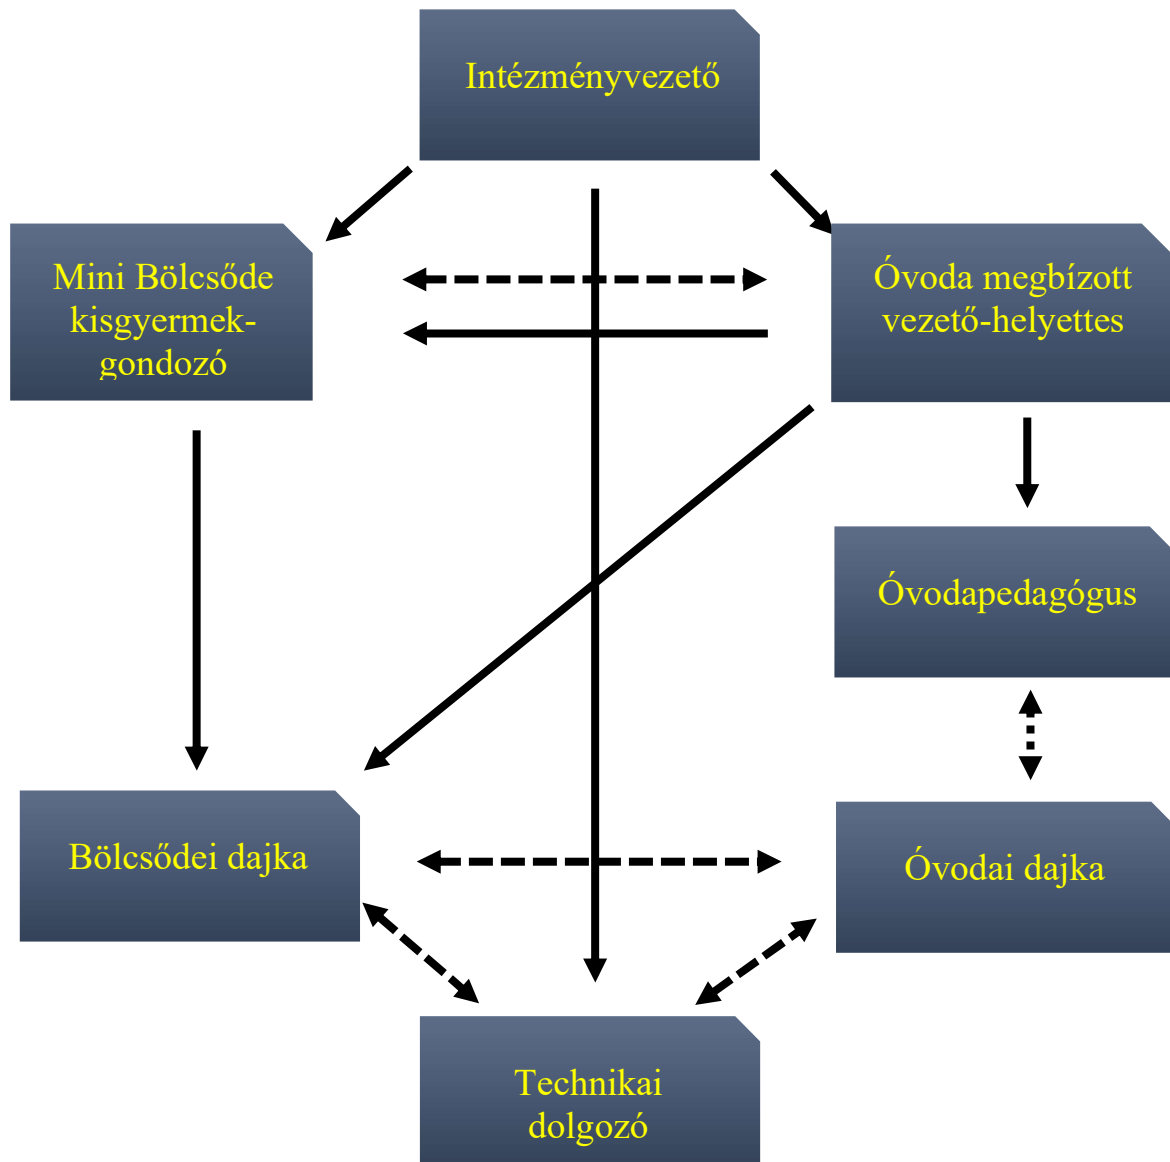 Intézményvezető
Mini Bölcsőde
kisgyermek-
gondozó
Óvoda megbízott
vezető-helyettes
Óvodapedagógus
Bölcsődei dajka
Óvodai dajka
Technikai
dolgozó